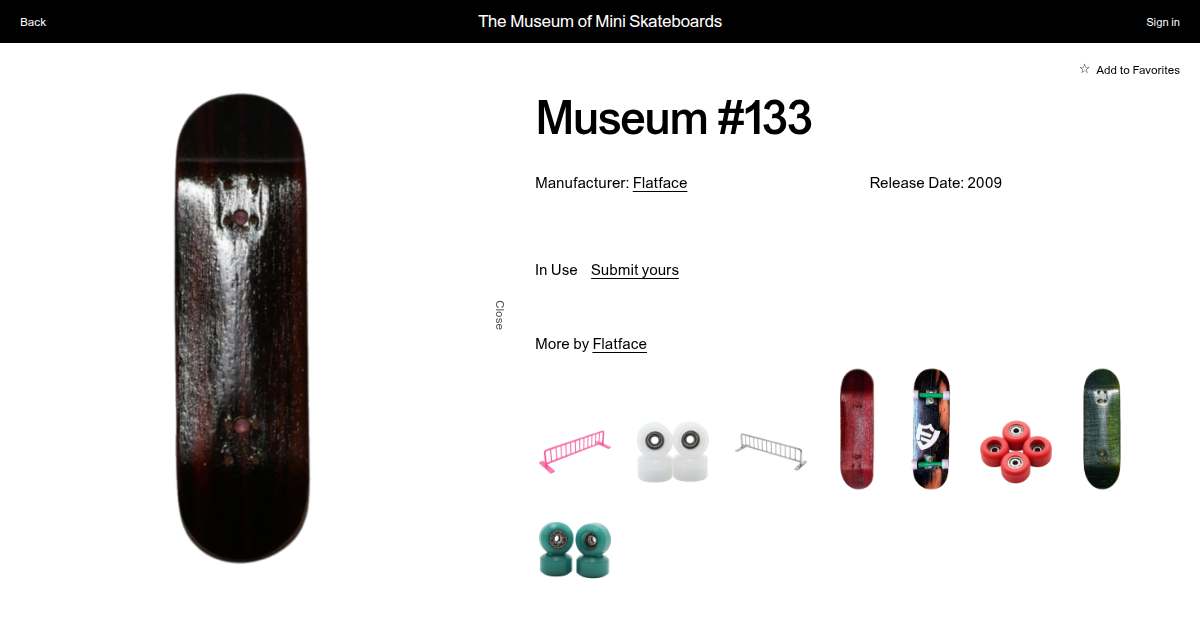 Back
The Museum of Mini Skateboards
Sign in
☆ Add to Favorites
Museum #133
Manufacturer: Flatface
Release Date: 2009
In Use Submit yours
Close
More by Flatface